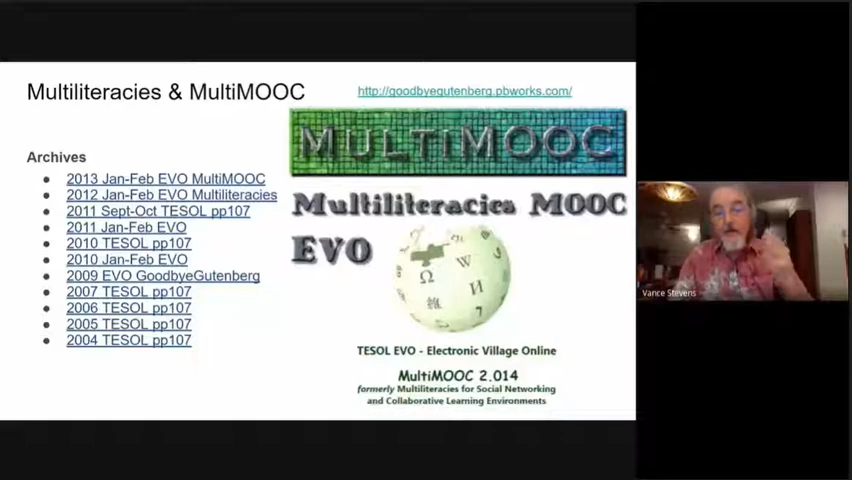 Multiliteracies & MultiMOOC
http://goodbyegutenberg.pbworks.com/
MULTIMOOC
Archives
2013 Jan-Feb EVO MultiMOOC
2012 Jan-Feb EVO Multiliteracies
2011 Sept-Oct TESOL pp107
2011 Jan-Feb EVO
2010 TESOL pp107
2010 Jan-Feb EVO
2009 EVO GoodbyeGutenberg
2007 TESOL pp107
2006 TESOL pp107
2005 TESOL pp107
2004 TESOL pp107
Multiliteracies MOOC
EVO
Ω W
И
維
TESOL EVO - Electronic Village Online
MultiMOOC 2.014
formerly Multiliteracies for Social Networking
and Collaborative Learning Environments
Vance Stevens